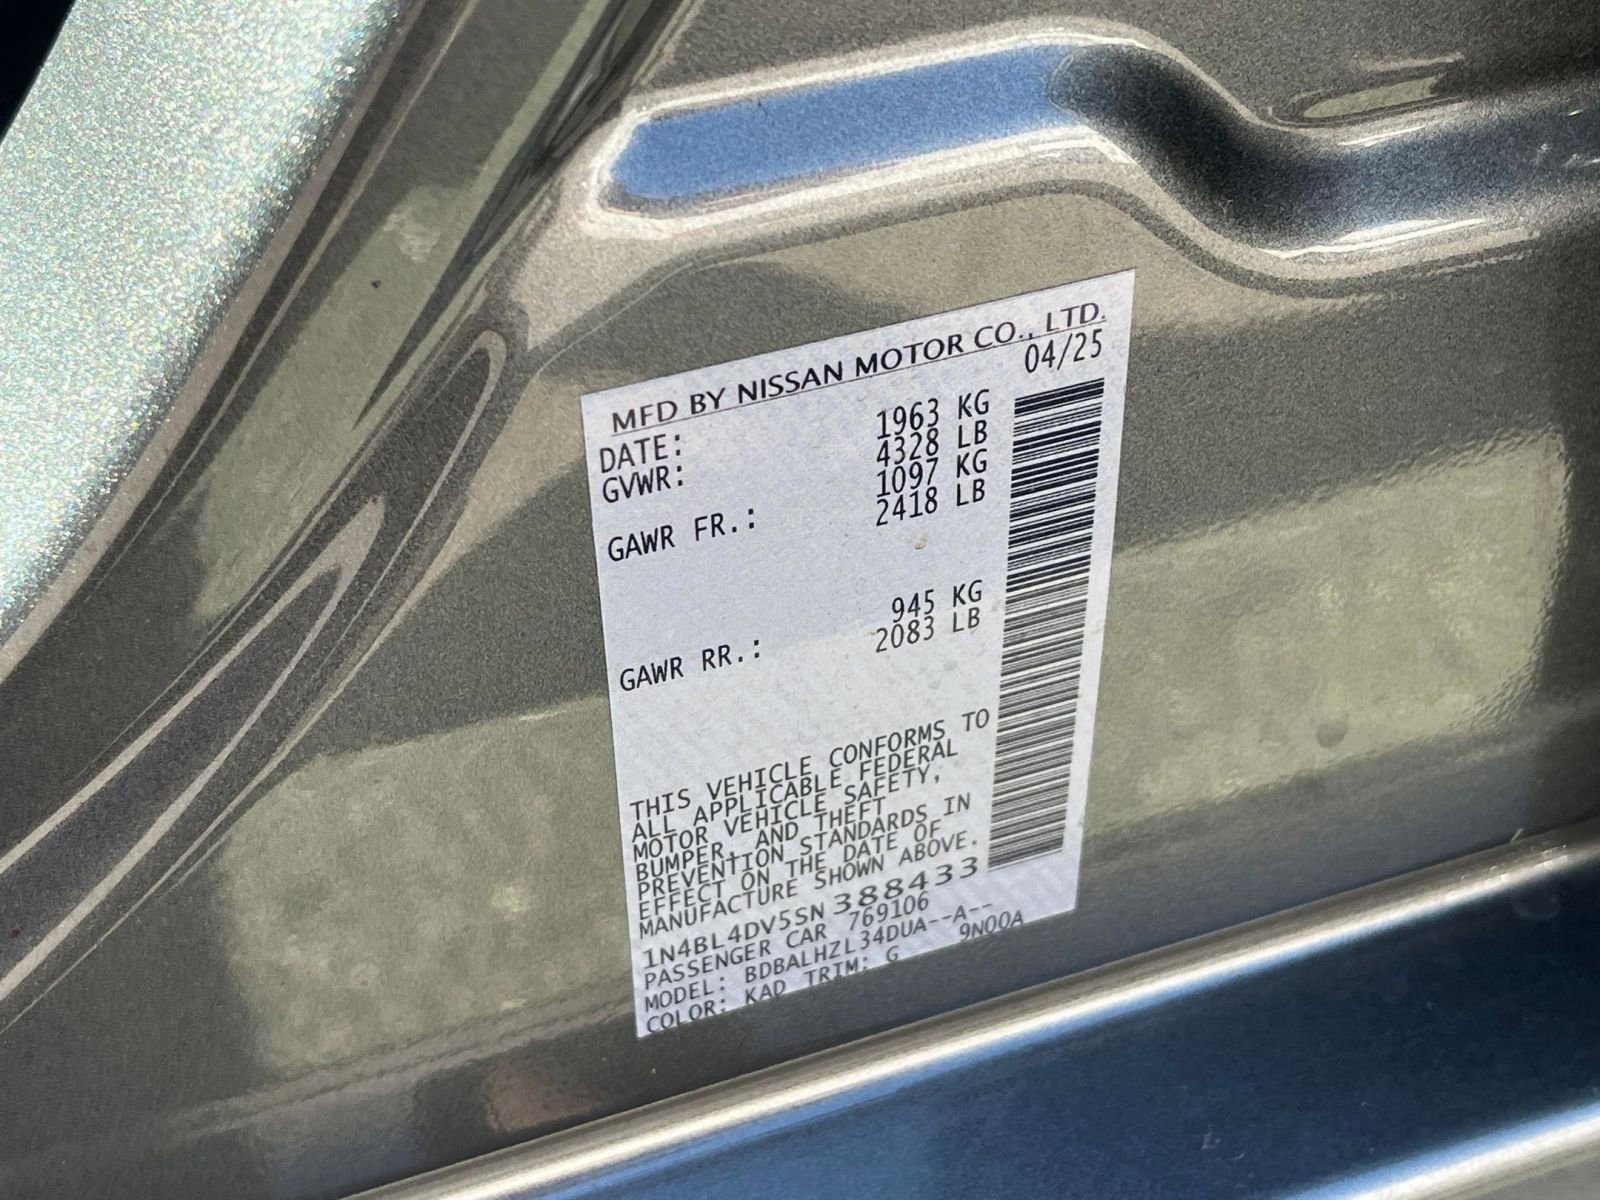 MFD BY NISSAN MOTOR CO., LTD.
DATE: 04/25
GVWR: 1963 KG
4328 LB
GAWR FR.: 1097 KG
2418 LB
GAWR RR.: 945 KG
2083 LB
THIS VEHICLE CONFORMS TO
ALL APPLICABLE FEDERAL
MOTOR VEHICLE SAFETY,
BUMPER, AND THEFT
PREVENTION STANDARDS IN
EFFECT ON THE DATE OF
MANUFACTURE SHOWN ABOVE.
1N4BL4DV5SN388433
PASSENGER CAR 769106
MODEL: BDBALHZL34DUA--A--
COLOR: KAD TRIM: G 9N00A